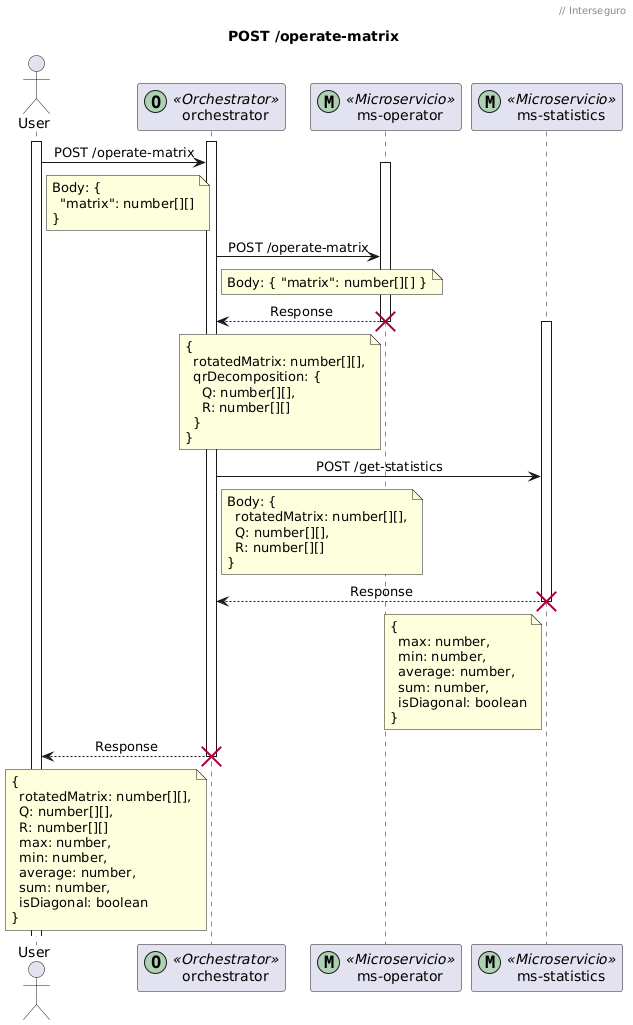 // Interseguro
POST /operate-matrix
User
O «Orchestrator»
orchestrator
M «Microservicio»
ms-operator
M «Microservicio»
ms-statistics
POST /operate-matrix
Body: {
"matrix": number[][]
}
POST /operate-matrix
Body: { "matrix": number[][] }
Response
{
rotatedMatrix: number[][],
qrDecomposition: {
Q: number[][],
R: number[][]
}
}
POST /get-statistics
Body: {
rotatedMatrix: number[][],
Q: number[][],
R: number[][]
}
Response
{
max: number,
min: number,
average: number,
sum: number,
isDiagonal: boolean
}
Response
{
rotatedMatrix: number[][],
Q: number[][],
R: number[][]
max: number,
min: number,
average: number,
sum: number,
isDiagonal: boolean
}
User
O «Orchestrator»
orchestrator
M «Microservicio»
ms-operator
M «Microservicio»
ms-statistics